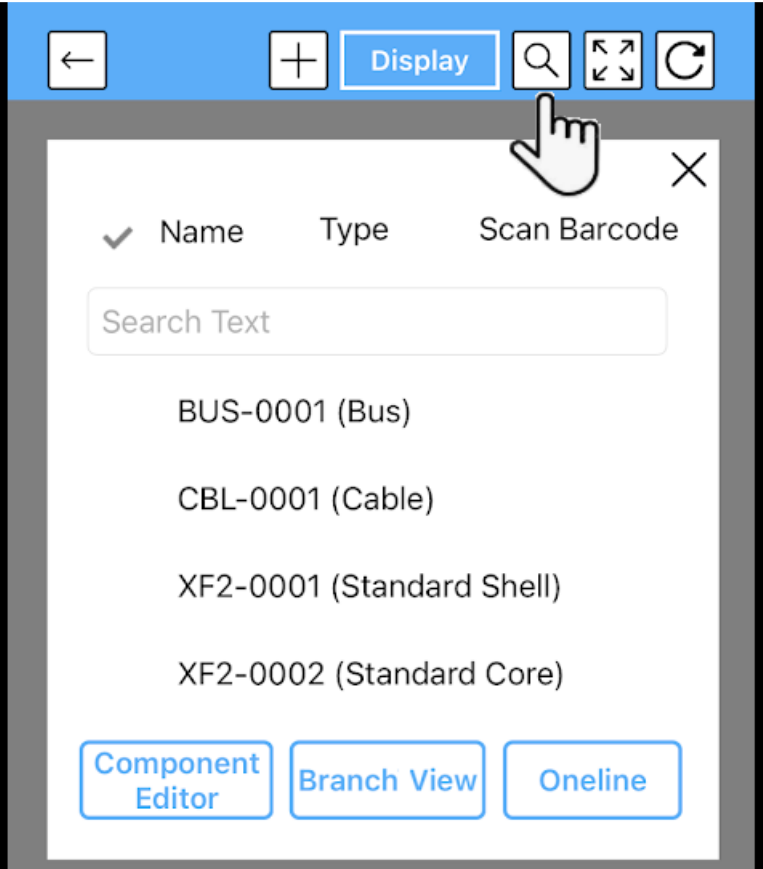 Display
Name Type Scan Barcode
Search Text
BUS-0001 (Bus)
CBL-0001 (Cable)
XF2-0001 (Standard Shell)
XF2-0002 (Standard Core)
Component
Editor
Branch View
Oneline